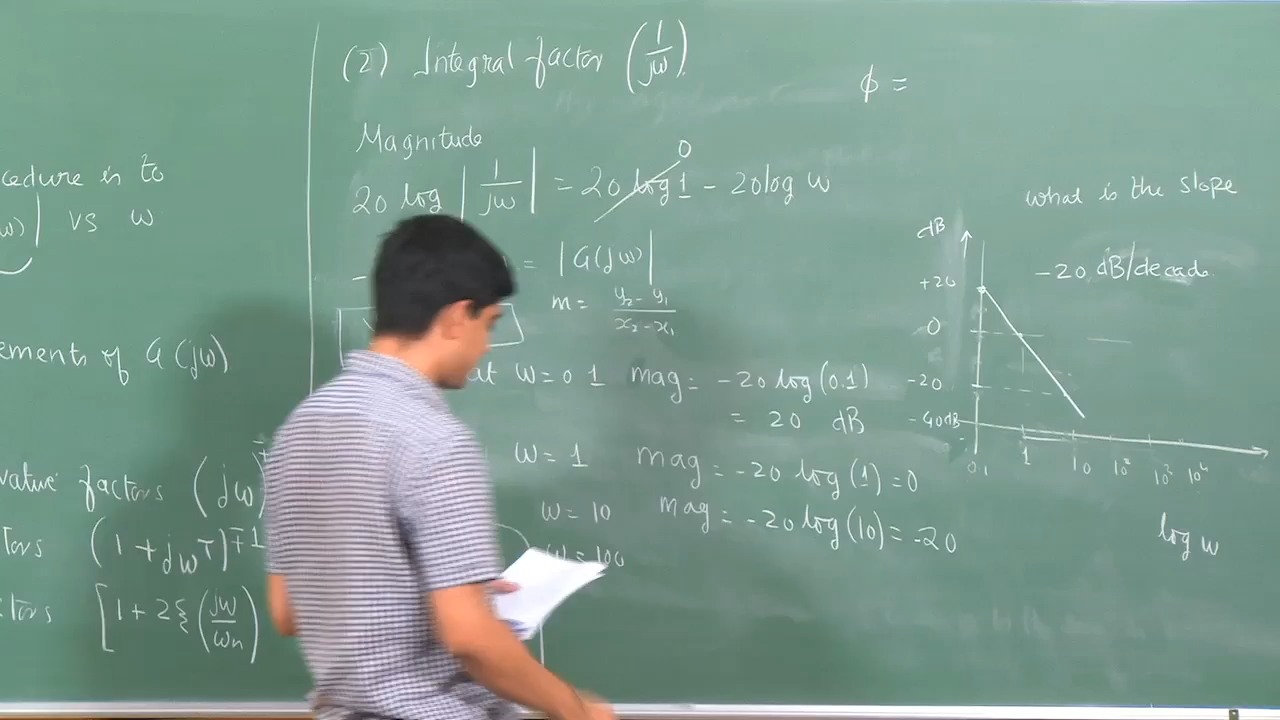 cedure is to
ω)| vs ω
ements of G(jω)
vative factors (jω)
tors (1+jωτ)^∓1
ctors [1+2ξ(jω/ωn)
(2) Integral factor (1/jω)
Magnitude
20 log |1/jω| = 20 log 1 - 20 log ω
0
= |G(jω)|
m = y₂-y₁/x₂-x₁
at ω=0 1 mag = -20 log(0.1)
= 20 dB
ω=1 mag = -20 log(1) = 0
ω=10 mag = -20 log(10) = -20
ω=100
φ =
what is the slope
-20 dB/decade
dB
+20
-0
-20
-40dB
0.1 1 10 10² 10³ 10⁴
log ω